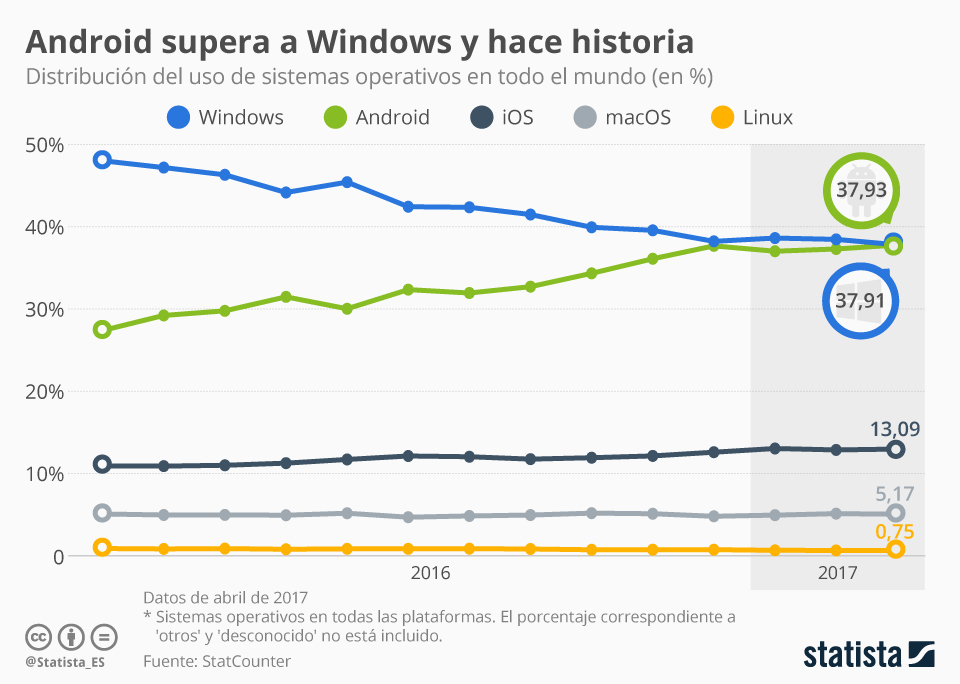 Android supera a Windows y hace historia
Distribución del uso de sistemas operativos en todo el mundo (en %)
Windows Android iOS macOS Linux
50%
40%
30%
20%
10%
0
37,93
37,91
13,09
5,17
0,75
2016 2017
Datos de abril de 2017
* Sistemas operativos en todas las plataformas. El porcentaje correspondiente a
'otros' y 'desconocido' no está incluido.
Fuente: StatCounter
cc
@Statista_ES
statista